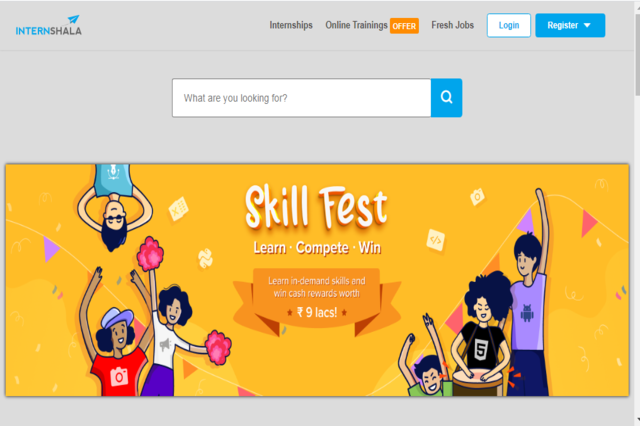 INTERNSHALA
Internships
Online Trainings OFFER
Fresh Jobs
Login
Register
What are you looking for?
Skill Fest
Learn · Compete · Win
Learn in-demand skills and
win cash rewards worth
₹ 9 lacs!